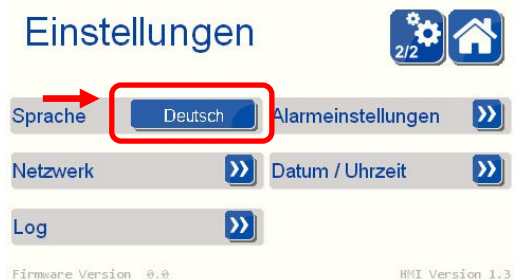 Einstellungen
2/2
Sprache Deutsch Alarmeinstellungen
Netzwerk Datum / Uhrzeit
Log
Firmware Version 0.0 HMI Version 1.3